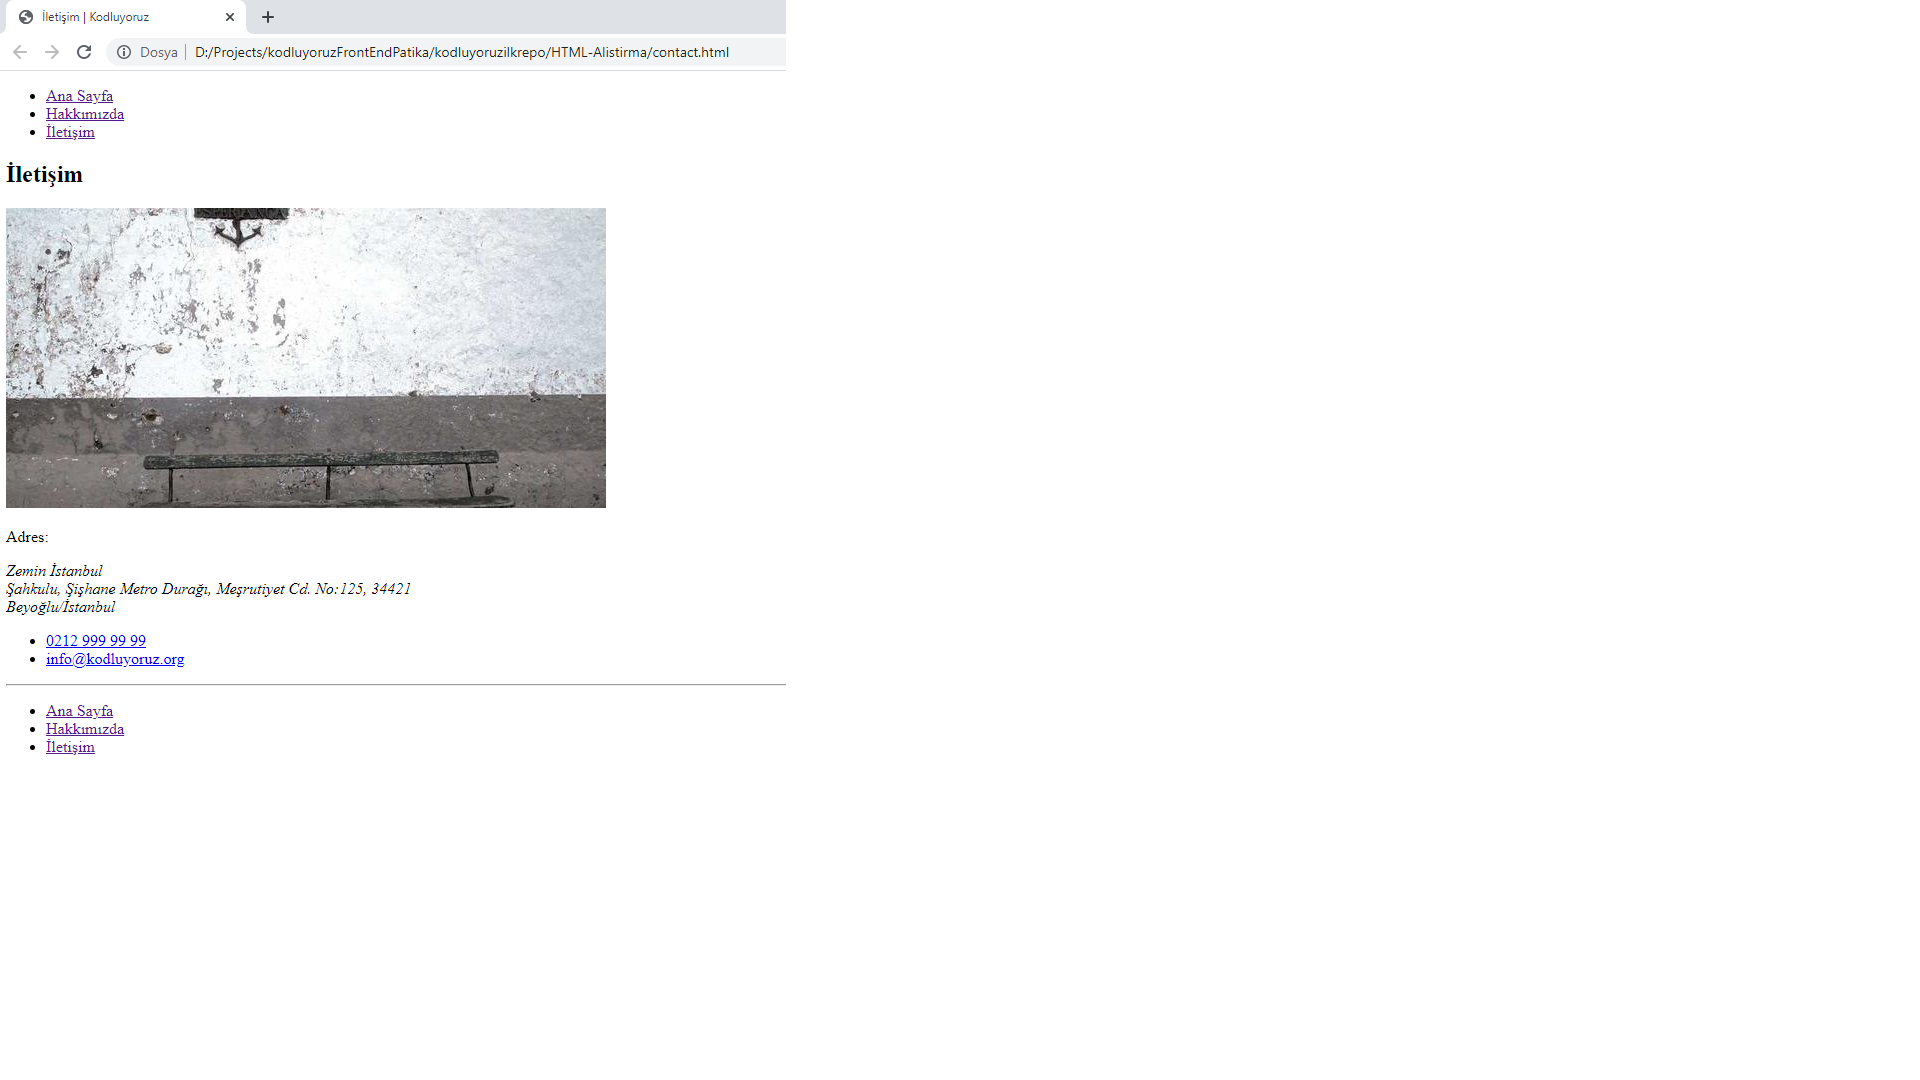 İletişim | Kodluyoruz
Dosya | D:/Projects/kodluyoruzFrontEndPatika/kodluyoruzilkrepo/HTML-Alistirma/contact.html
Ana Sayfa
Hakkımızda
İletişim
İletişim
ESPERANÇA
Adres:
Zemin İstanbul
Şahkulu, Şişhane Metro Durağı, Meşrutiyet Cd. No:125, 34421
Beyoğlu/İstanbul
0212 999 99 99
info@kodluyoruz.org
Ana Sayfa
Hakkımızda
İletişim